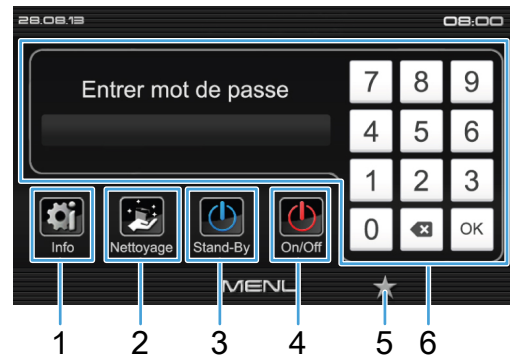 28.08.13 08:00
Entrer mot de passe
7 8 9
4 5 6
1 2 3
0 OK
Info Nettoyage Stand-By On/Off
MENU
1 2 3 4 5 6